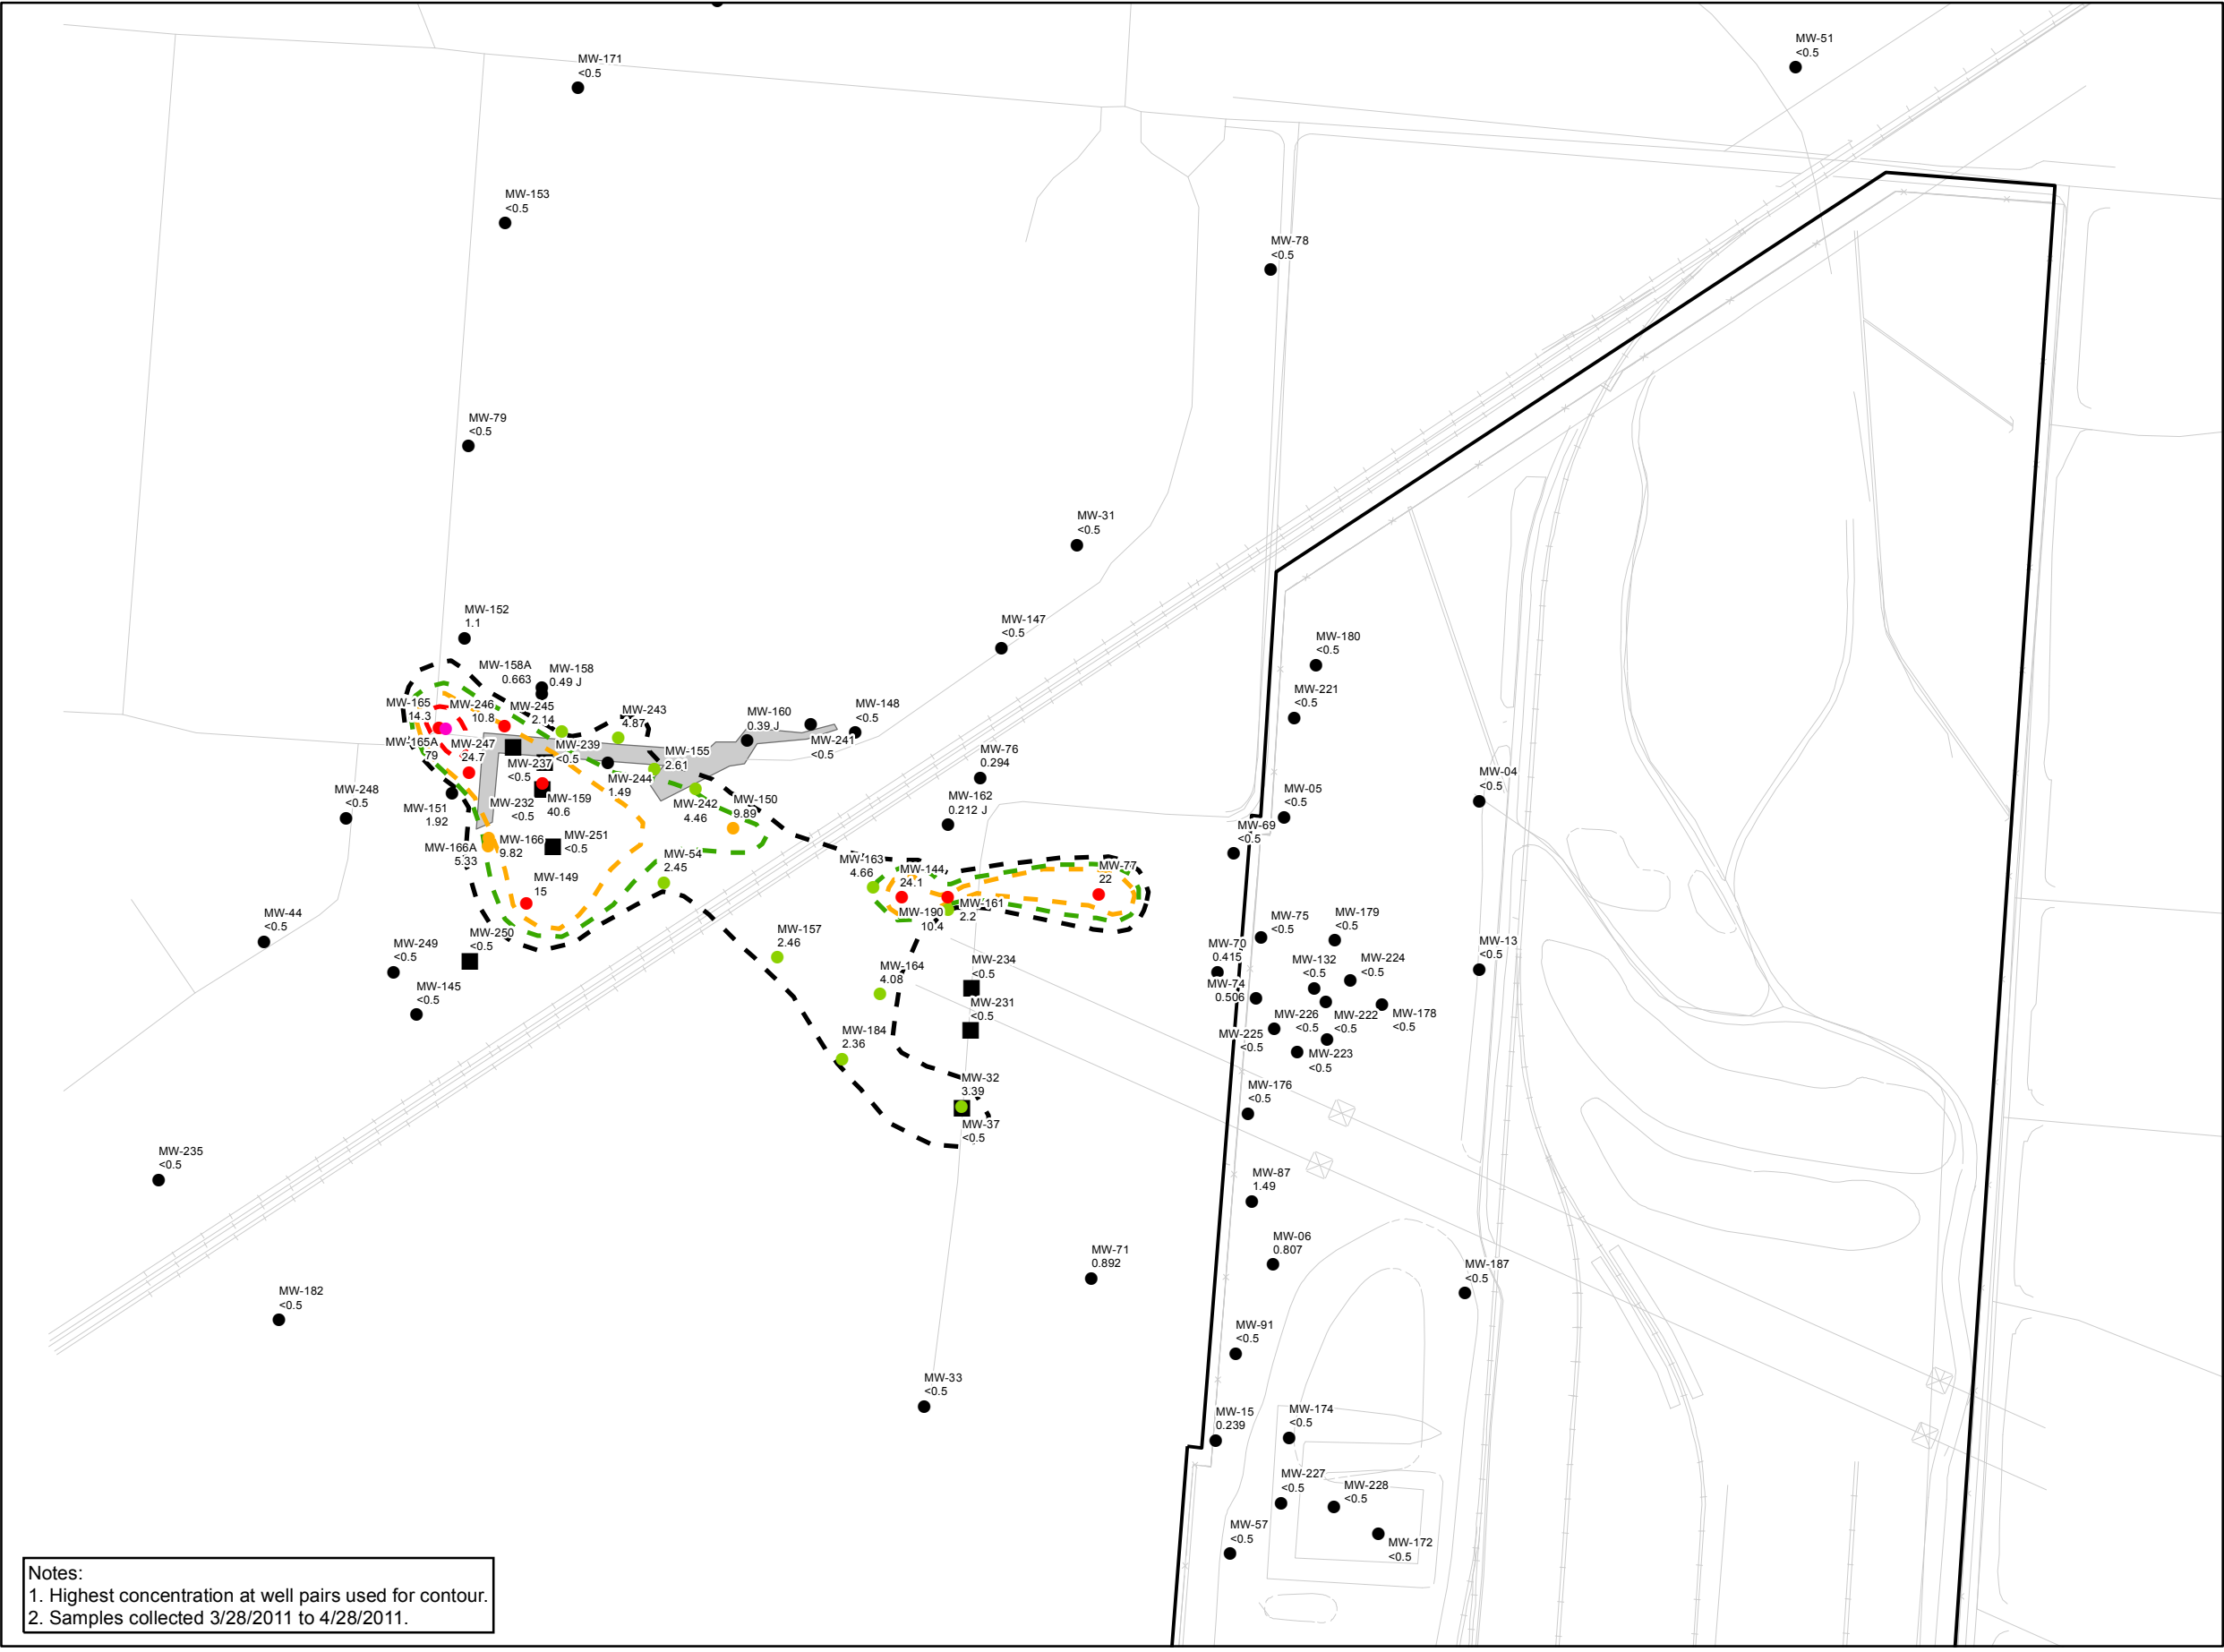 MW-171
<0.5
MW-51
<0.5
MW-153
<0.5
MW-78
<0.5
MW-79
<0.5
MW-31
<0.5
MW-152
1.1
MW-147
<0.5
MW-180
<0.5
MW-158A
0.663
MW-158
0.49 J
MW-165
14.3
MW-246
10.8
MW-245
2.14
MW-243
4.87
MW-160
0.39 J
MW-148
<0.5
MW-221
<0.5
MW-165A
79
MW-247
24.7
MW-239
<0.5
MW-237
<0.5
MW-155
2.61
MW-241
<0.5
MW-76
0.294
MW-244
1.49
MW-04
<0.5
MW-248
<0.5
MW-151
1.92
MW-232
<0.5
MW-159
40.6
MW-242
4.46
MW-150
9.89
MW-162
0.212 J
MW-05
<0.5
MW-69
<0.5
MW-166A
5.33
MW-166
9.82
MW-251
<0.5
MW-54
2.45
MW-163
4.66
MW-144
24.1
MW-77
22
MW-149
15
MW-190
10.4
MW-161
2.2
MW-44
<0.5
MW-249
<0.5
MW-250
<0.5
MW-157
2.46
MW-75
<0.5
MW-179
<0.5
MW-13
<0.5
MW-70
0.415
MW-164
4.08
MW-234
<0.5
MW-132
<0.5
MW-224
<0.5
MW-74
0.506
MW-145
<0.5
MW-231
<0.5
MW-226
<0.5
MW-222
<0.5
MW-178
<0.5
MW-184
2.36
MW-225
<0.5
MW-223
<0.5
MW-32
3.39
MW-176
<0.5
MW-37
<0.5
MW-235
<0.5
MW-87
1.49
MW-71
0.892
MW-06
0.807
MW-187
<0.5
MW-182
<0.5
MW-91
<0.5
MW-33
<0.5
MW-15
0.239
MW-174
<0.5
MW-227
<0.5
MW-228
<0.5
MW-57
<0.5
MW-172
<0.5
Notes:
1. Highest concentration at well pairs used for contour.
2. Samples collected 3/28/2011 to 4/28/2011.